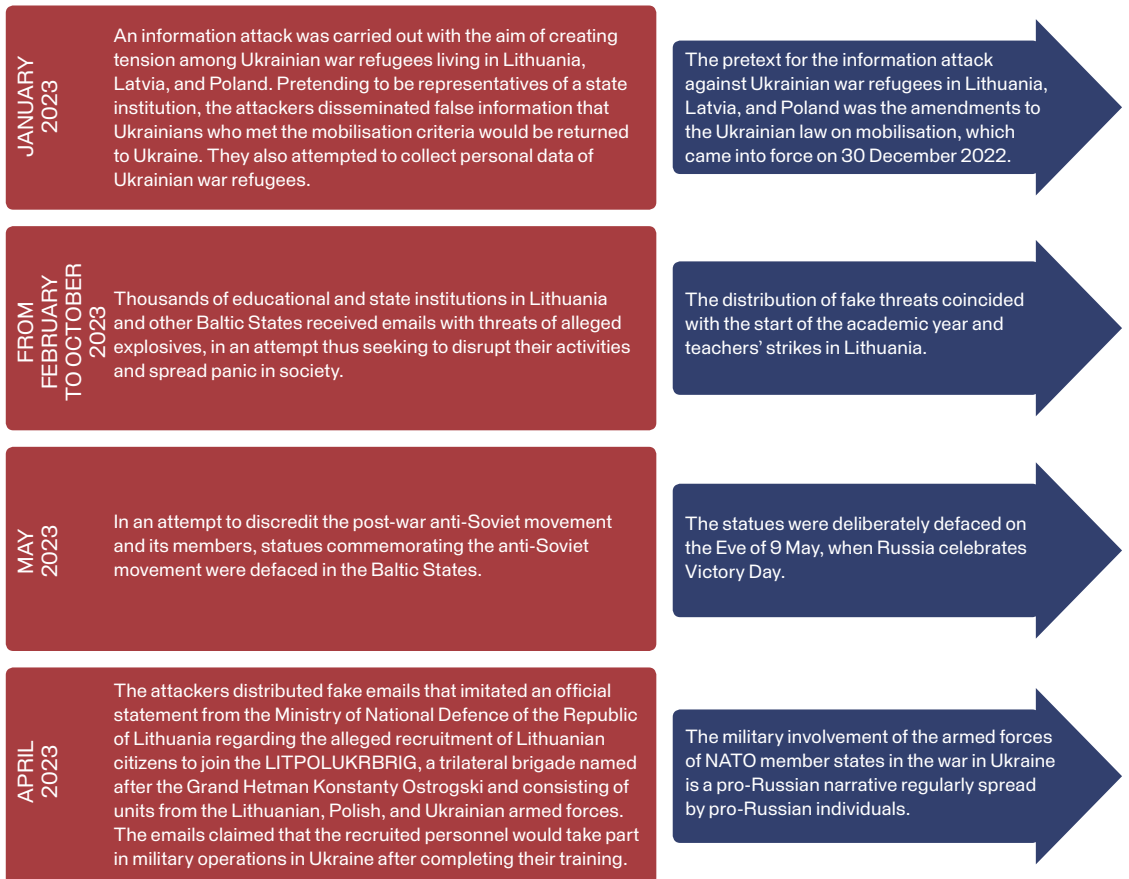 JANUARY
2023
An information attack was carried out with the aim of creating
tension among Ukrainian war refugees living in Lithuania,
Latvia, and Poland. Pretending to be representatives of a state
institution, the attackers disseminated false information that
Ukrainians who met the mobilisation criteria would be returned
to Ukraine. They also attempted to collect personal data of
Ukrainian war refugees.
The pretext for the information attack
against Ukrainian war refugees in Lithuania,
Latvia, and Poland was the amendments to
the Ukrainian law on mobilisation, which
came into force on 30 December 2022.
FROM
FEBRUARY
TO OCTOBER
2023
Thousands of educational and state institutions in Lithuania
and other Baltic States received emails with threats of alleged
explosives, in an attempt thus seeking to disrupt their activities
and spread panic in society.
The distribution of fake threats coincided
with the start of the academic year and
teachers’ strikes in Lithuania.
MAY
2023
In an attempt to discredit the post-war anti-Soviet movement
and its members, statues commemorating the anti-Soviet
movement were defaced in the Baltic States.
The statues were deliberately defaced on
the Eve of 9 May, when Russia celebrates
Victory Day.
APRIL
2023
The attackers distributed fake emails that imitated an official
statement from the Ministry of National Defence of the Republic
of Lithuania regarding the alleged recruitment of Lithuanian
citizens to join the LITPOLUKRBRIG, a trilateral brigade named
after the Grand Hetman Konstanty Ostrogski and consisting of
units from the Lithuanian, Polish, and Ukrainian armed forces.
The emails claimed that the recruited personnel would take part
in military operations in Ukraine after completing their training.
The military involvement of the armed forces
of NATO member states in the war in Ukraine
is a pro-Russian narrative regularly spread
by pro-Russian individuals.